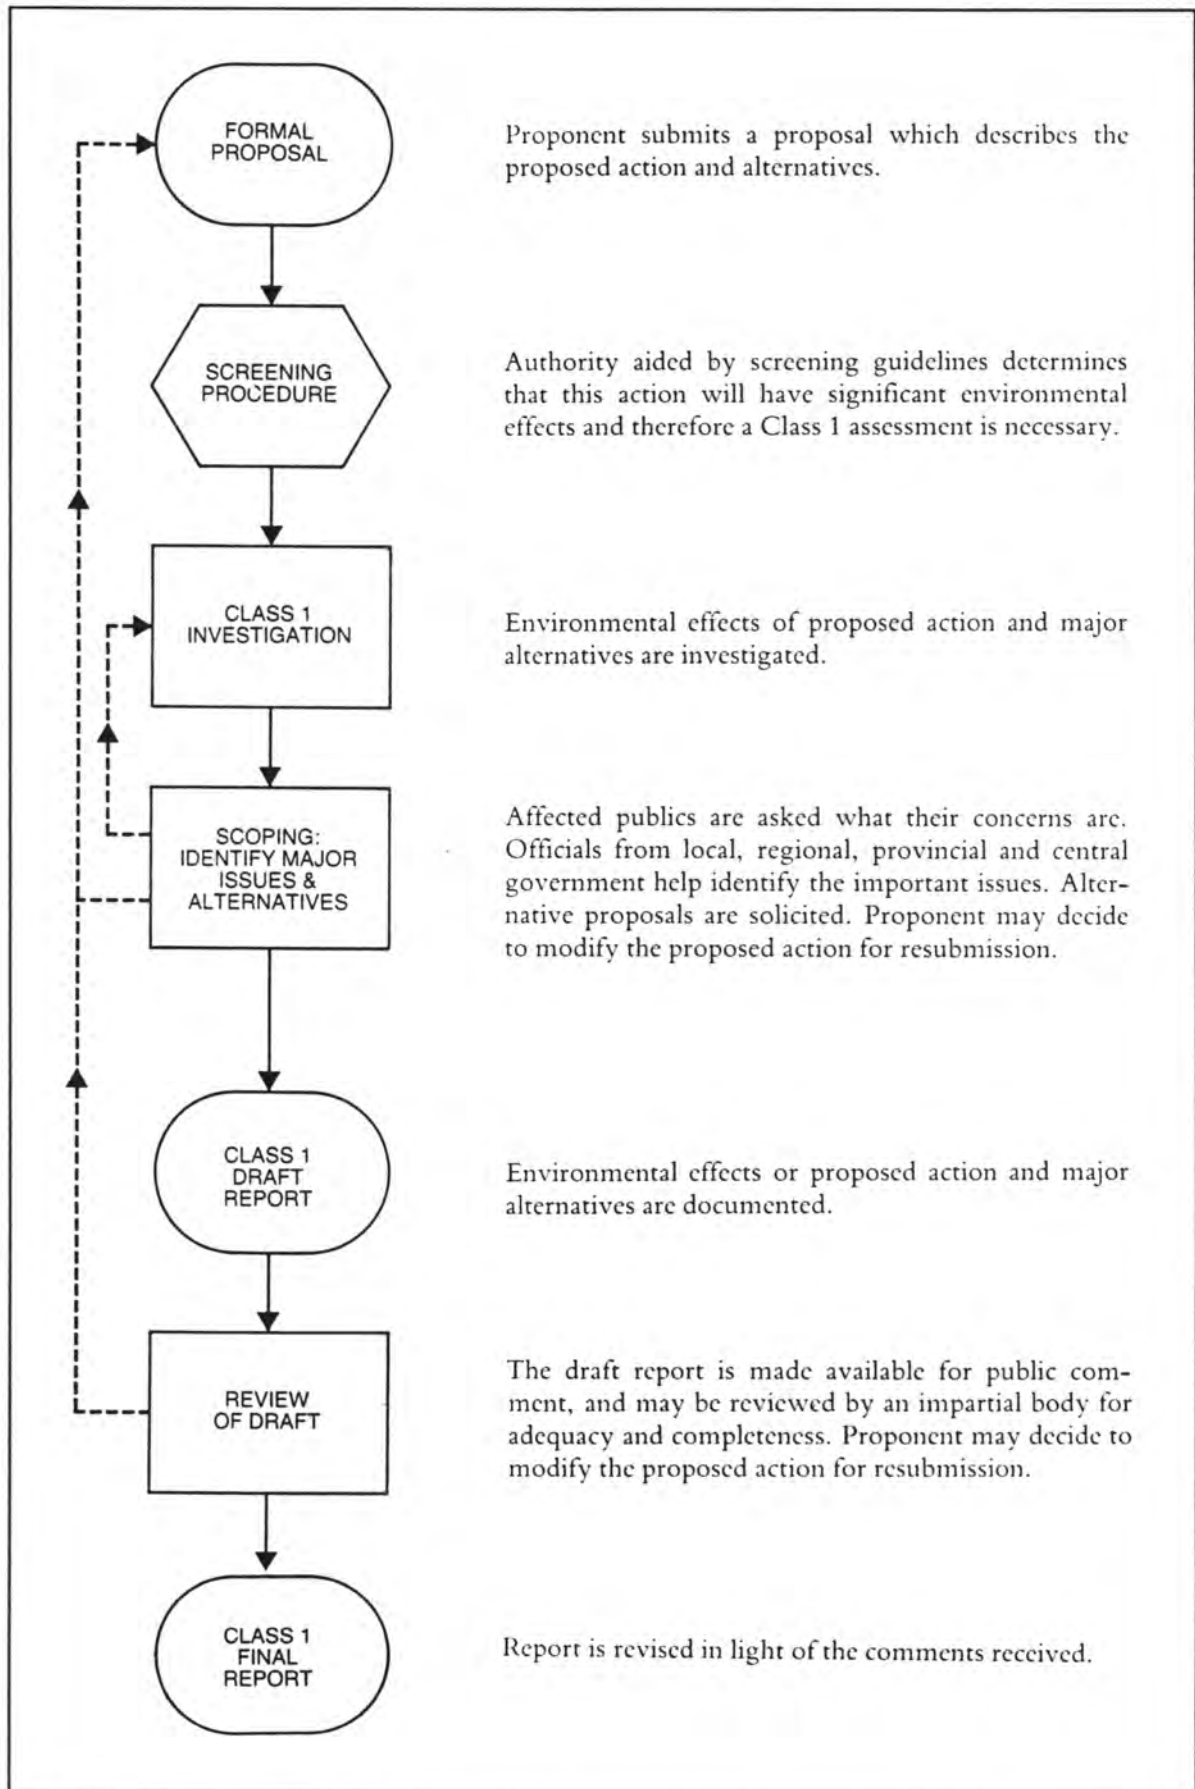 FORMAL
PROPOSAL
Proponent submits a proposal which describes the
proposed action and alternatives.
SCREENING
PROCEDURE
Authority aided by screening guidelines determines
that this action will have significant environmental
effects and therefore a Class 1 assessment is necessary.
CLASS 1
INVESTIGATION
Environmental effects of proposed action and major
alternatives are investigated.
SCOPING:
IDENTIFY MAJOR
ISSUES &
ALTERNATIVES
Affected publics are asked what their concerns are.
Officials from local, regional, provincial and central
government help identify the important issues. Alter-
native proposals are solicited. Proponent may decide
to modify the proposed action for resubmission.
CLASS 1
DRAFT
REPORT
Environmental effects or proposed action and major
alternatives are documented.
REVIEW
OF DRAFT
The draft report is made available for public com-
ment, and may be reviewed by an impartial body for
adequacy and completeness. Proponent may decide to
modify the proposed action for resubmission.
CLASS 1
FINAL
REPORT
Report is revised in light of the comments received.